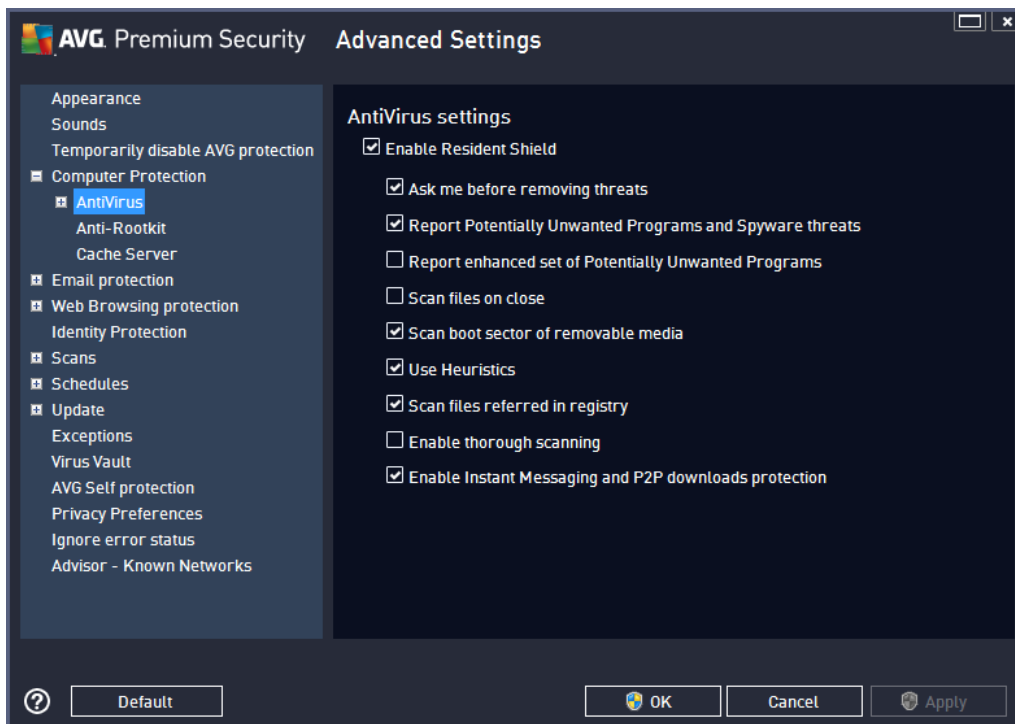 AVG. Premium Security
Advanced Settings
Appearance
Sounds
Temporarily disable AVG protection
Computer Protection
AntiVirus
Anti-Rootkit
Cache Server
Email protection
Web Browsing protection
Identity Protection
Scans
Schedules
Update
Exceptions
Virus Vault
AVG Self protection
Privacy Preferences
Ignore error status
Advisor - Known Networks
AntiVirus settings
Enable Resident Shield
Ask me before removing threats
Report Potentially Unwanted Programs and Spyware threats
Report enhanced set of Potentially Unwanted Programs
Scan files on close
Scan boot sector of removable media
Use Heuristics
Scan files referred in registry
Enable thorough scanning
Enable Instant Messaging and P2P downloads protection
? Default OK Cancel Apply